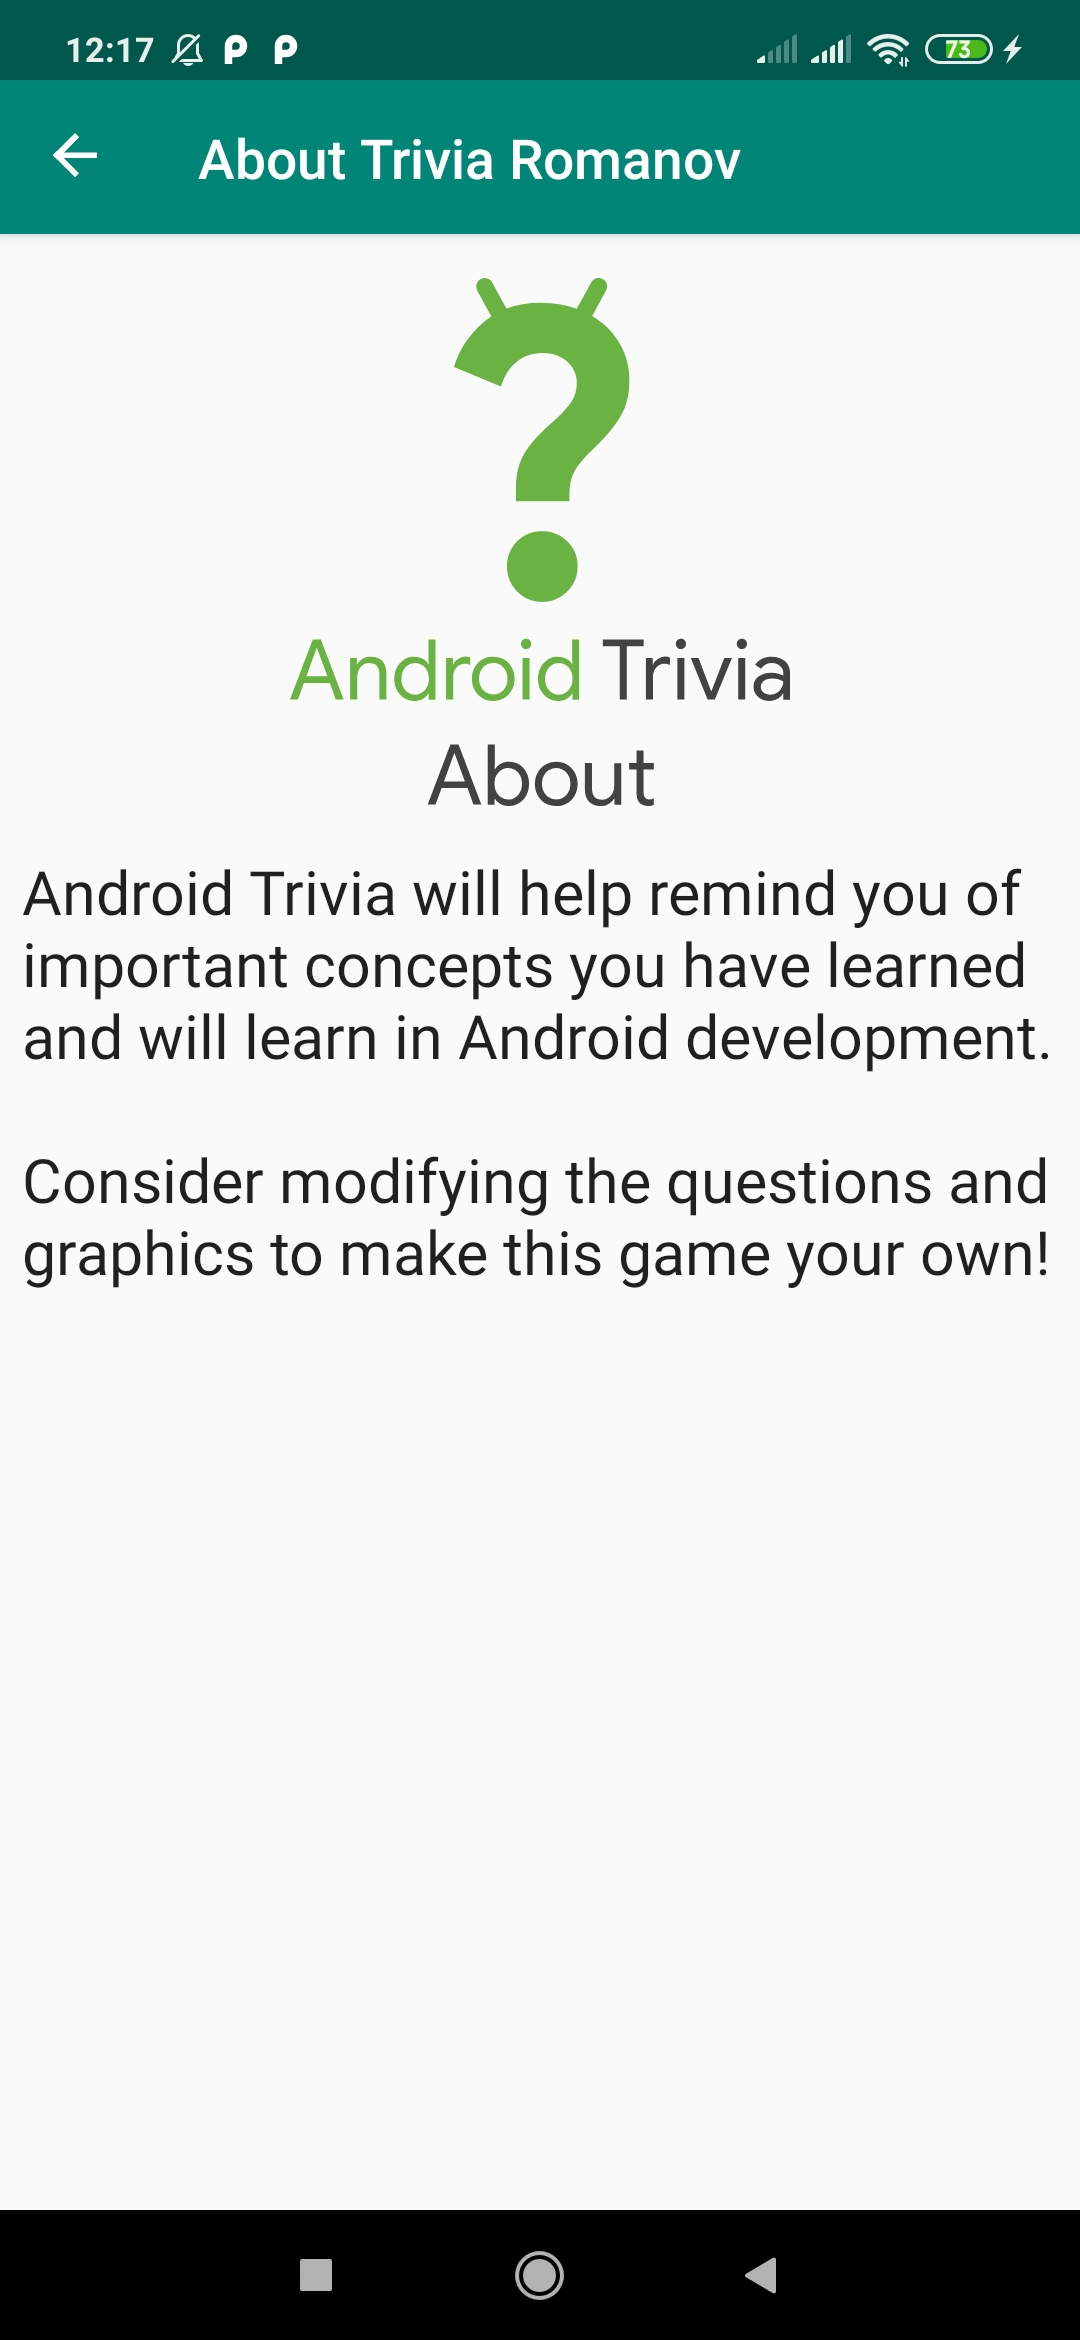 12:17
73
About Trivia Romanov
Android Trivia
About
Android Trivia will help remind you of
important concepts you have learned
and will learn in Android development.
Consider modifying the questions and
graphics to make this game your own!